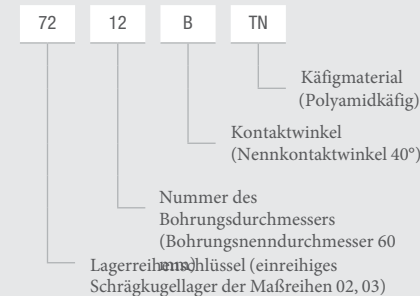 72 12 B TN
Käfigmaterial
(Polyamidkäfig)
Kontaktwinkel
(Nennkontaktwinkel 40°)
Nummer des
Bohrungsdurchmessers
(Bohrungsnenndurchmesser 60
mm)
Lagerreihenschlüssel (einreihiges
Schrägkugellager der Maßreihen 02, 03)